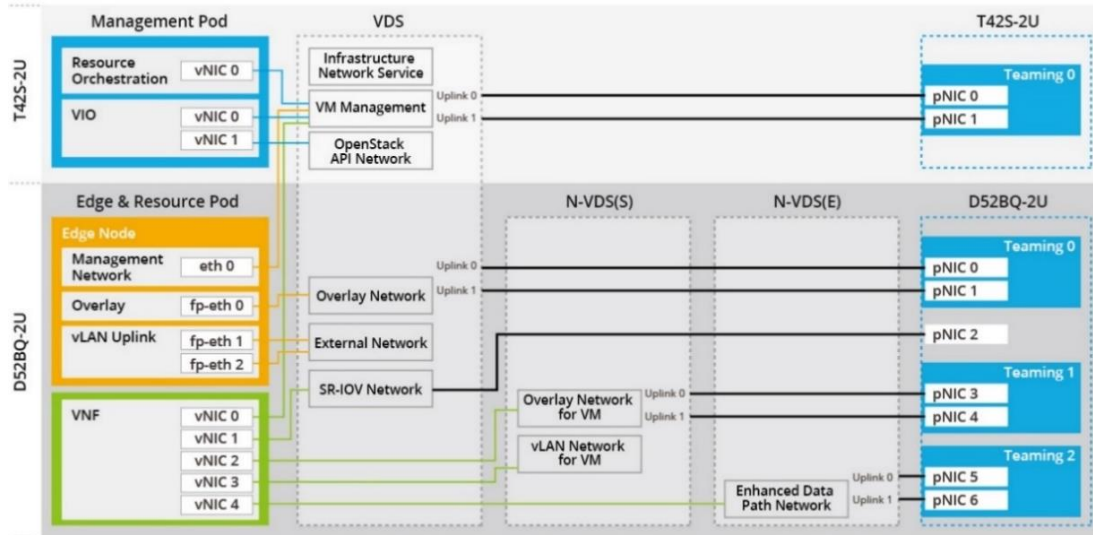 Management Pod
VDS
T42S-2U
T42S-2U
Resource
Orchestration
vNIC 0
VIO
vNIC 0
vNIC 1
Infrastructure
Network Service
VM Management
OpenStack
API Network
Uplink 0
Uplink 1
Teaming 0
pNIC 0
pNIC 1
D52BQ-2U
Edge & Resource Pod
N-VDS(S)
N-VDS(E)
D52BQ-2U
Edge Node
Management
Network
eth 0
Overlay
fp-eth 0
vLAN Uplink
fp-eth 1
fp-eth 2
Overlay Network
Uplink 0
Uplink 1
External Network
SR-IOV Network
Teaming 0
pNIC 0
pNIC 1
pNIC 2
VNF
vNIC 0
vNIC 1
vNIC 2
vNIC 3
vNIC 4
Overlay Network
for VM
Uplink 0
Uplink 1
vLAN Network
for VM
Teaming 1
pNIC 3
pNIC 4
Enhanced Data
Path Network
Uplink 0
Uplink 1
Teaming 2
pNIC 5
pNIC 6